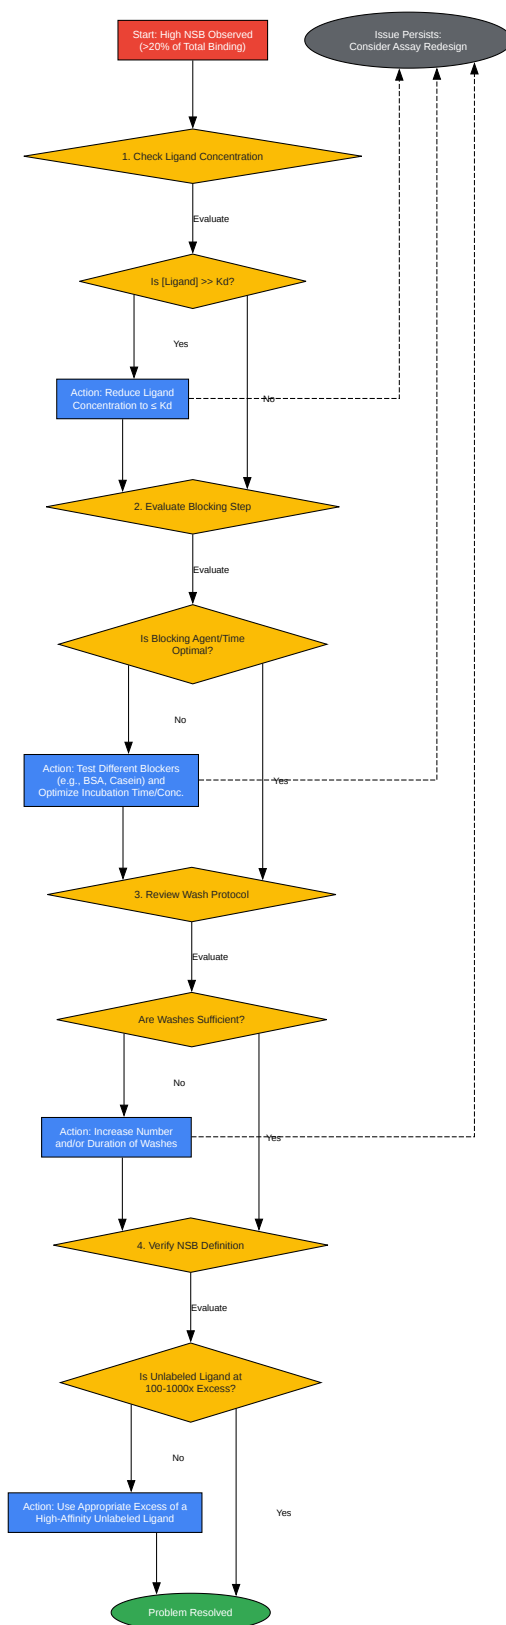 Start: High NSB Observed
(>20% of Total Binding)
Issue Persists:
Consider Assay Redesign
1. Check Ligand Concentration
Evaluate
Is [Ligand] >> Kd?
Yes
Action: Reduce Ligand
Concentration to ≤ Kd
No
2. Evaluate Blocking Step
Evaluate
Is Blocking Agent/Time
Optimal?
No
Action: Test Different Blockers
(e.g., BSA, Casein) and
Optimize Incubation Time/Conc.
Yes
3. Review Wash Protocol
Evaluate
Are Washes Sufficient?
No
Action: Increase Number
and/or Duration of Washes
Yes
4. Verify NSB Definition
Evaluate
Is Unlabeled Ligand at
100-1000x Excess?
No
Action: Use Appropriate Excess of a
High-Affinity Unlabeled Ligand
Yes
Problem Resolved